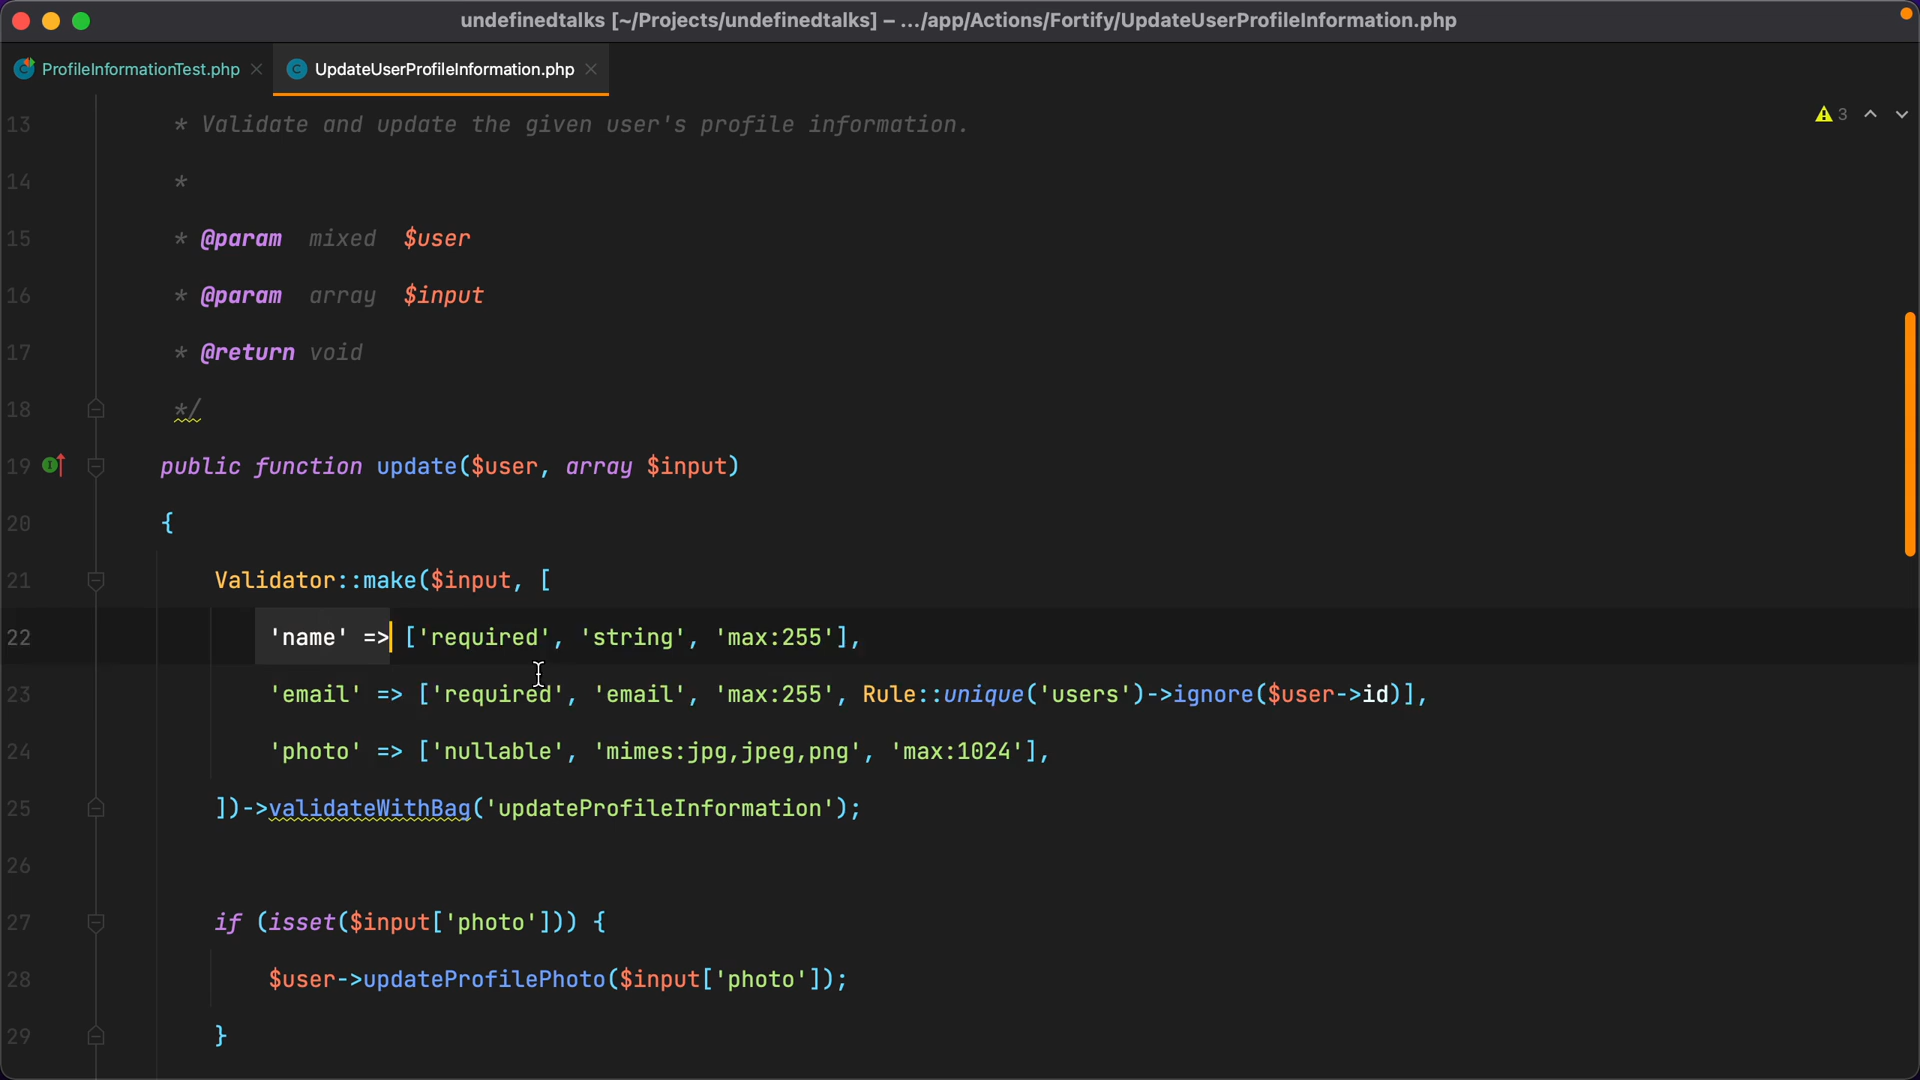 undefinedtalks [~/Projects/undefinedtalks] – .../app/Actions/Fortify/UpdateUserProfileInformation.php
ProfileInformationTest.php
UpdateUserProfileInformation.php
3
13 * Validate and update the given user's profile information.
14 *
15 * @param  mixed  $user
16 * @param  array  $input
17 * @return void
18 */
19 public function update($user, array $input)
20 {
21 Validator::make($input, [
22 'name' => ['required', 'string', 'max:255'],
23 'email' => ['required', 'email', 'max:255', Rule::unique('users')->ignore($user->id)],
24 'photo' => ['nullable', 'mimes:jpg,jpeg,png', 'max:1024'],
25 ])->validateWithBag('updateProfileInformation');
26
27 if (isset($input['photo'])) {
28 $user->updateProfilePhoto($input['photo']);
29 }